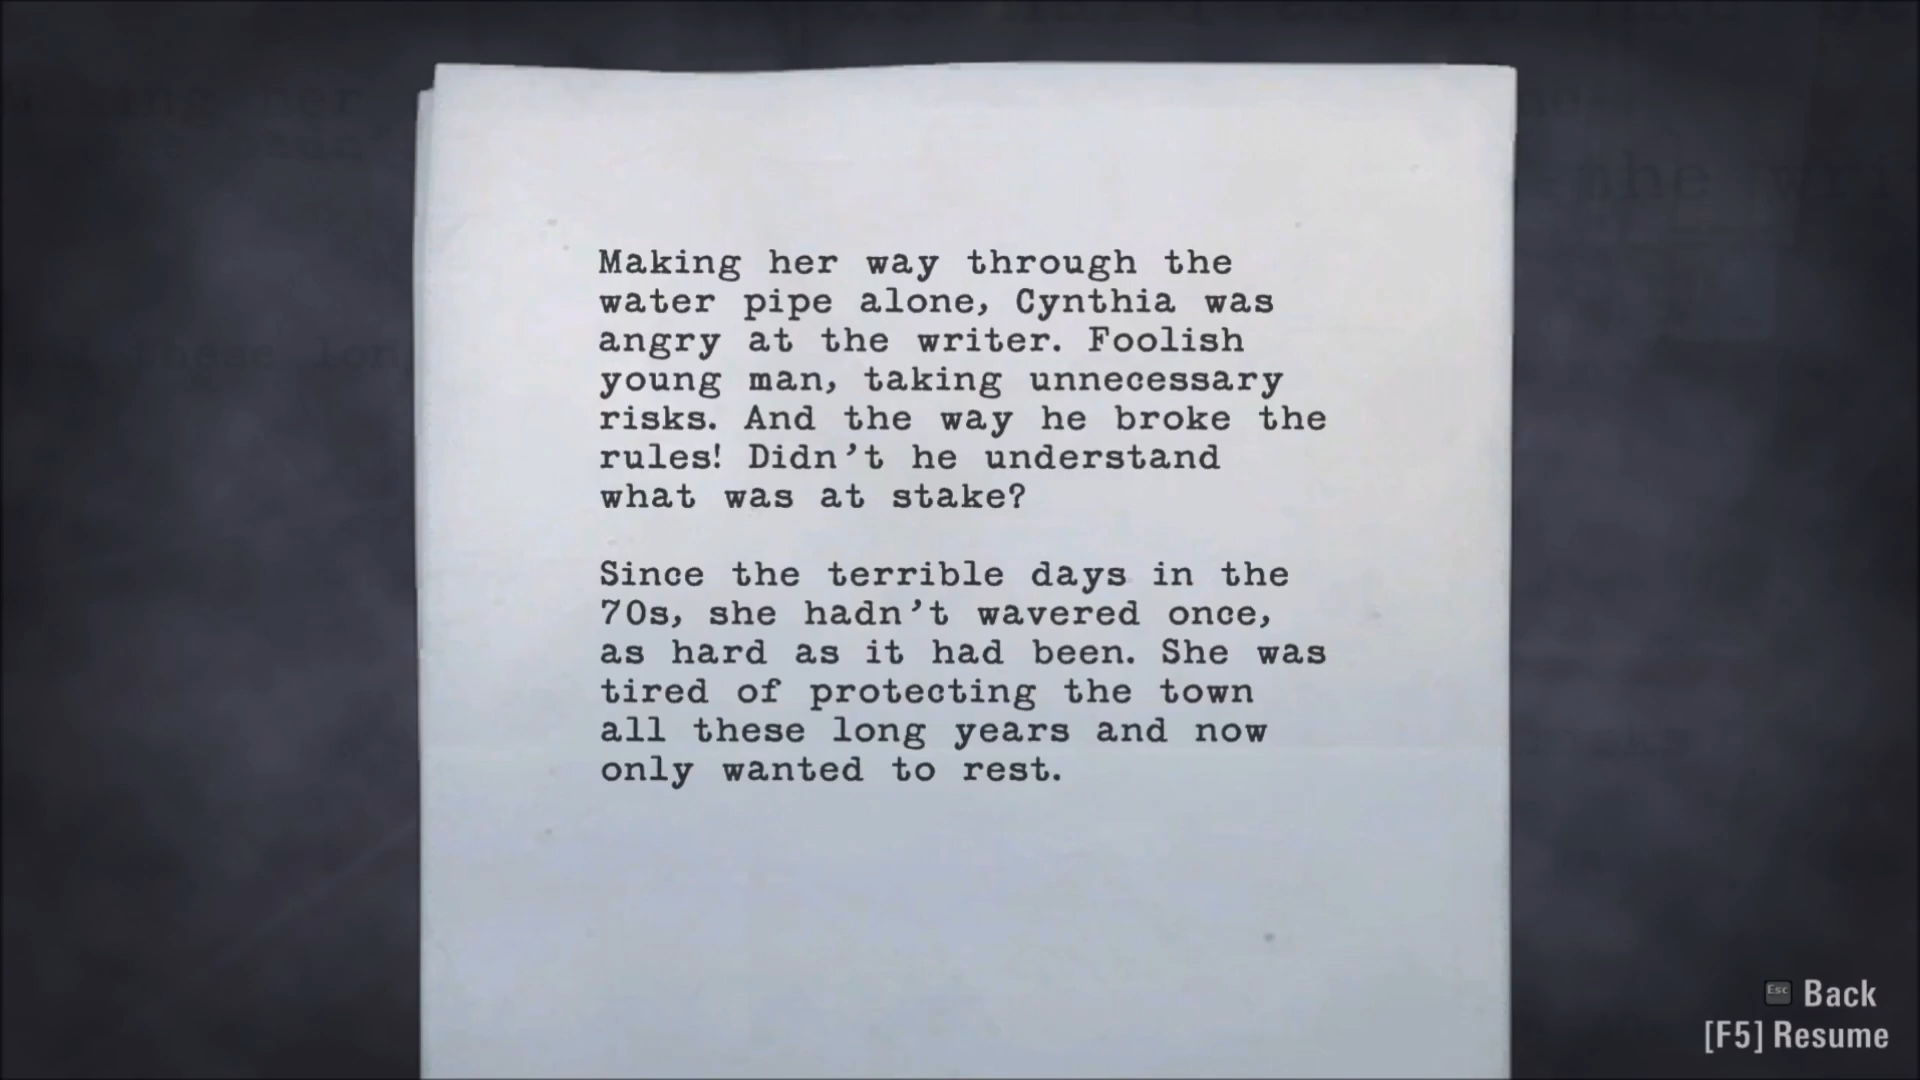 Making her way through the
water pipe alone, Cynthia was
angry at the writer. Foolish
young man, taking unnecessary
risks. And the way he broke the
rules! Didn't he understand
what was at stake?
Since the terrible days in the
70s, she hadn't wavered once,
as hard as it had been. She was
tired of protecting the town
all these long years and now
only wanted to rest.
Esc Back
[F5] Resume